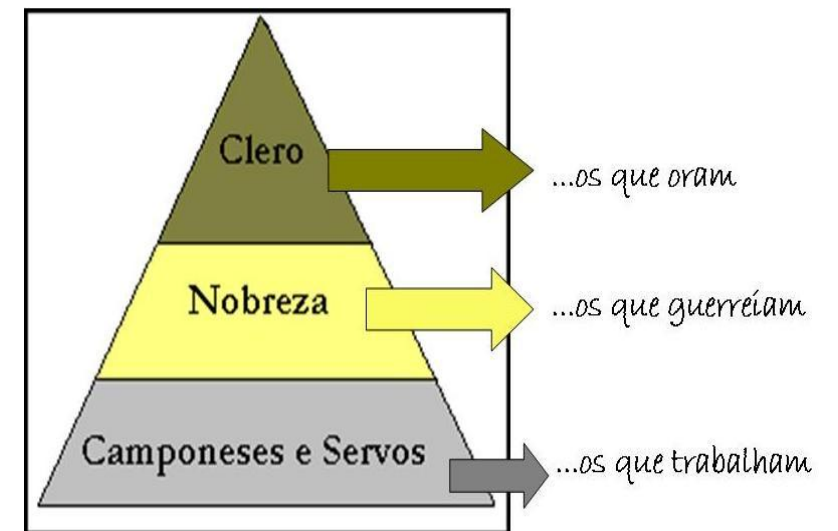 Clero
...os que oram
Nobreza
...os que guerreiam
Camponeses e Servos
...os que trabalham